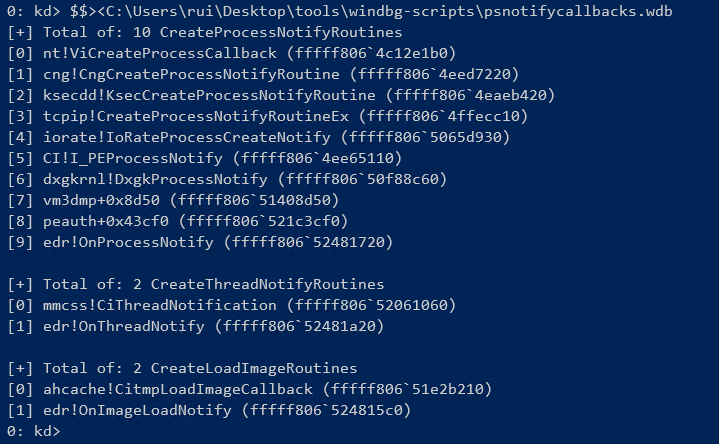 0: kd> $$><C:\Users\rui\Desktop\tools\windbg-scripts\psnotifycallbacks.wdb
[+] Total of: 10 CreateProcessNotifyRoutines
[0] nt!ViCreateProcessCallback (fffff806`4c12e1b0)
[1] cng!CngCreateProcessNotifyRoutine (fffff806`4eed7220)
[2] ksecdd!KsecCreateProcessNotifyRoutine (fffff806`4eaeb420)
[3] tcpip!CreateProcessNotifyRoutineEx (fffff806`4ffecc10)
[4] iorate!IoRateProcessCreateNotify (fffff806`5065d930)
[5] CI!I_PEProcessNotify (fffff806`4ee65110)
[6] dxgkrnl!DxgkProcessNotify (fffff806`50f88c60)
[7] vm3dmp+0x8d50 (fffff806`51408d50)
[8] peauth+0x43cf0 (fffff806`521c3cf0)
[9] edr!OnProcessNotify (fffff806`52481720)
[+] Total of: 2 CreateThreadNotifyRoutines
[0] mmcss!CiThreadNotification (fffff806`52061060)
[1] edr!OnThreadNotify (fffff806`52481a20)
[+] Total of: 2 CreateLoadImageRoutines
[0] ahcache!CitmpLoadImageCallback (fffff806`51e2b210)
[1] edr!OnImageLoadNotify (fffff806`524815c0)
0: kd>